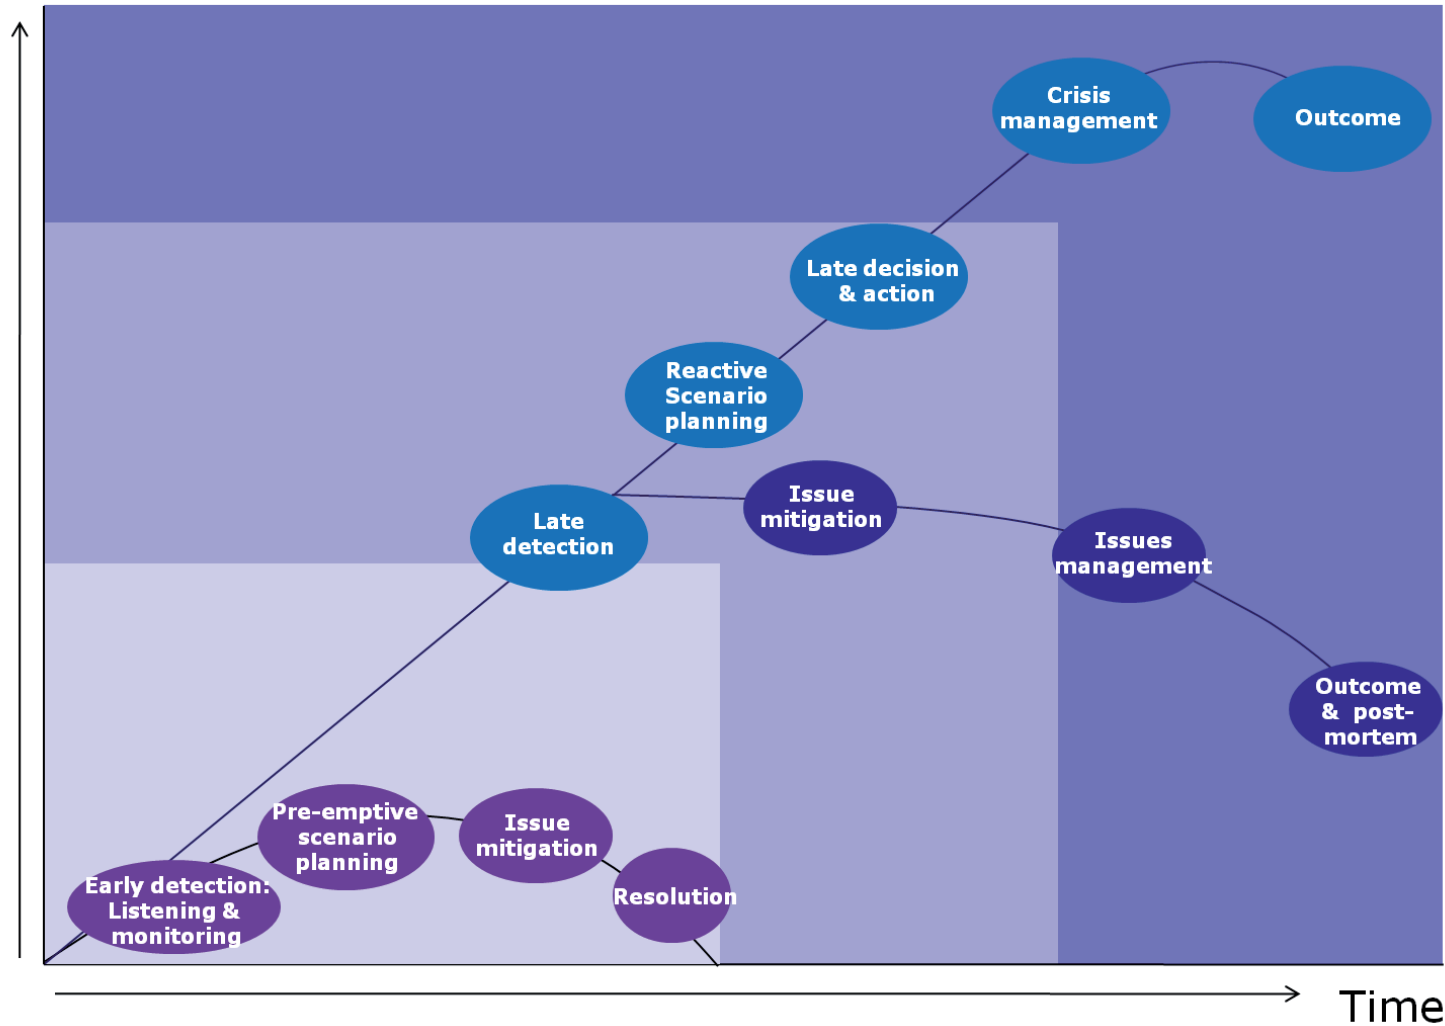 Crisis
management
Outcome
Late decision
& action
Reactive
Scenario
planning
Issue
mitigation
Late
detection
Issues
management
Outcome
& post-
mortem
Pre-emptive
scenario
planning
Issue
mitigation
Resolution
Early detection:
Listening &
monitoring
Time